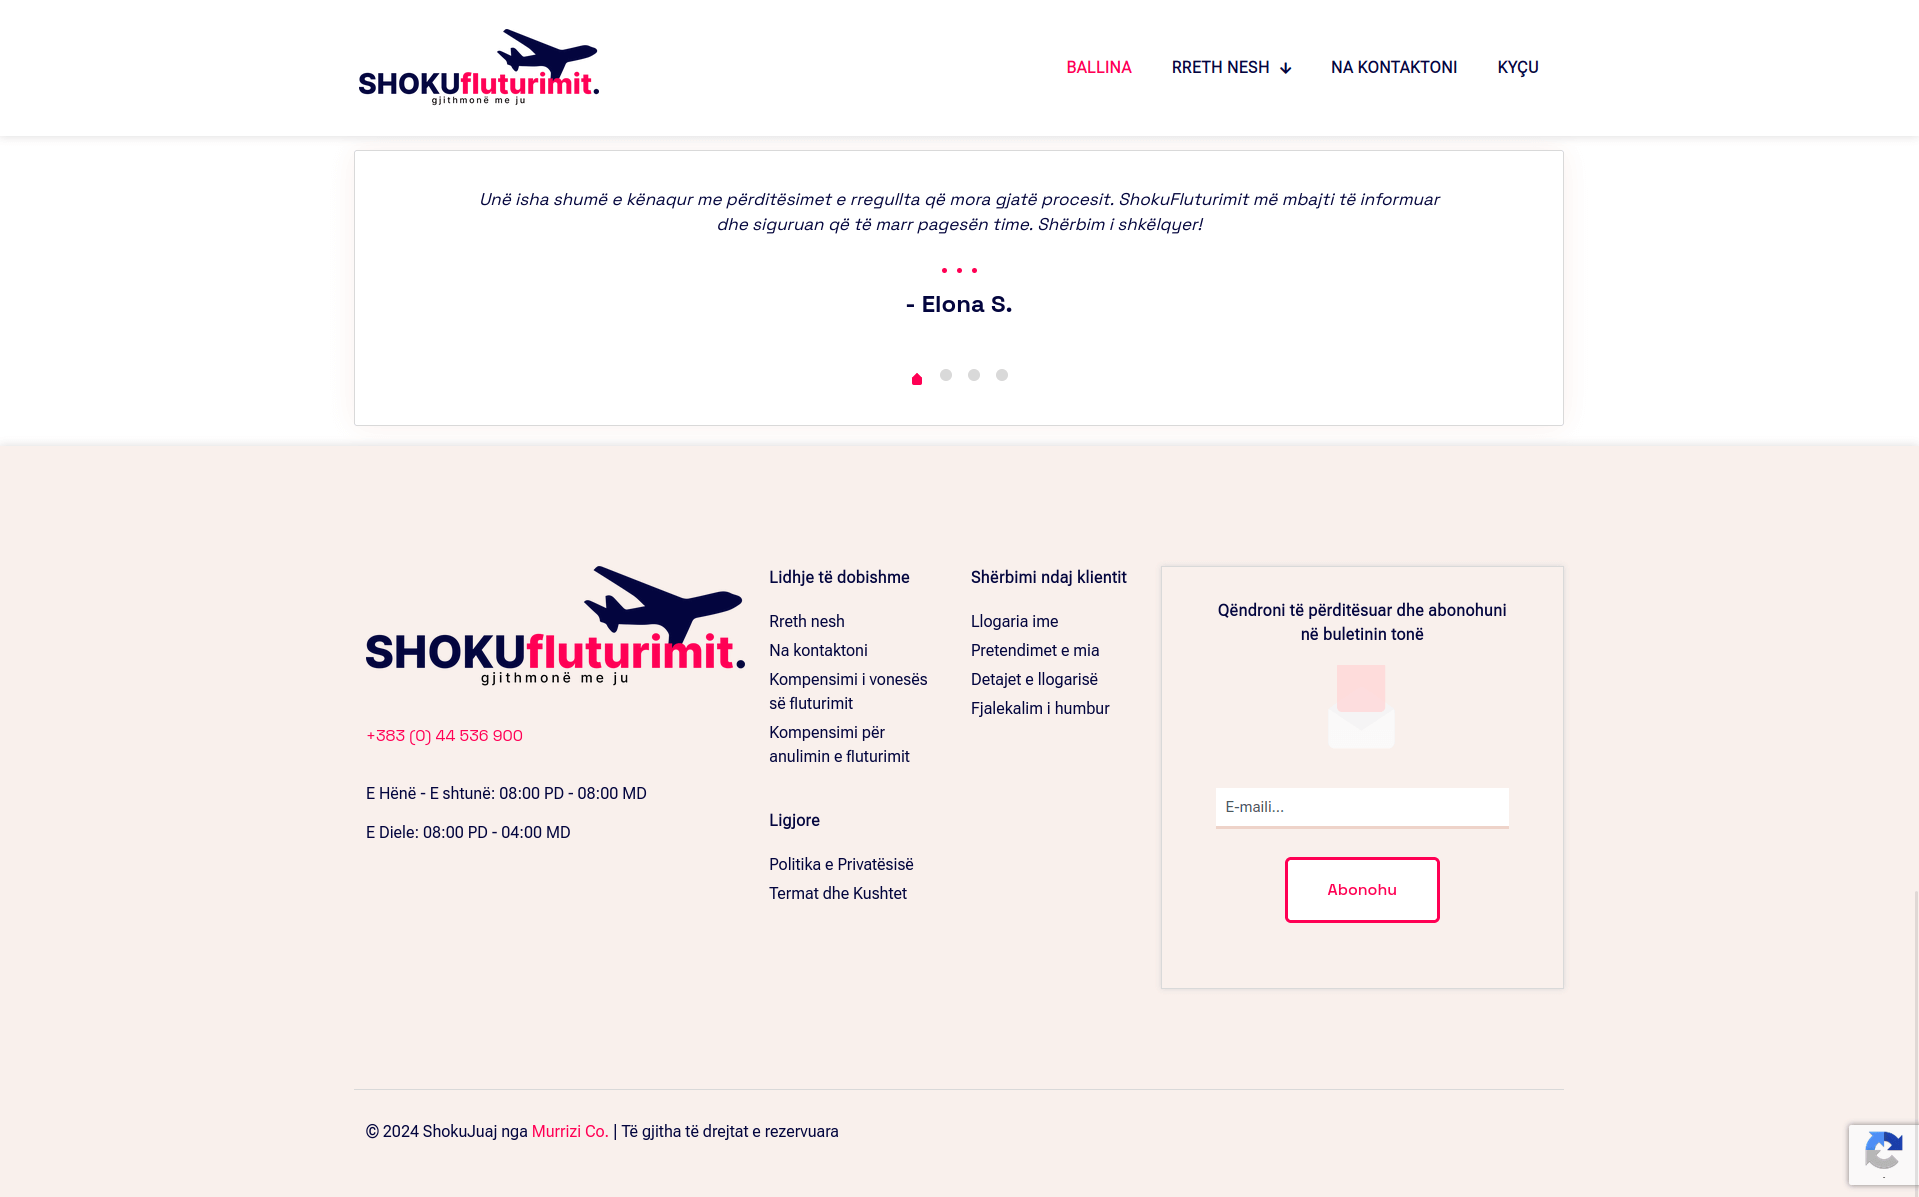 SHOKUfluturimit.
gjithmonë me ju
BALLINA
RRETH NESH
NA KONTAKTONI
KYÇU
Unë isha shumë e kënaqur me përditësimet e rregullta që mora gjatë procesit. ShokuFluturimit më mbajti të informuar
dhe siguruan që të marr pagesën time. Shërbim i shkëlqyer!
- Elona S.
SHOKUfluturimit.
gjithmonë me ju
+383 (0) 44 536 900
E Hënë - E shtunë: 08:00 PD - 08:00 MD
E Diele: 08:00 PD - 04:00 MD
Lidhje të dobishme
Rreth nesh
Na kontaktoni
Kompensimi i vonesës
së fluturimit
Kompensimi për
anulimin e fluturimit
Ligjore
Politika e Privatësisë
Termat dhe Kushtet
Shërbimi ndaj klientit
Llogaria ime
Pretendimet e mia
Detajet e llogarisë
Fjalekalim i humbur
Qëndroni të përditësuar dhe abonohuni
në buletinin tonë
E-maili...
Abonohu
© 2024 ShokuJuaj nga Murrizi Co. | Të gjitha të drejtat e rezervuara